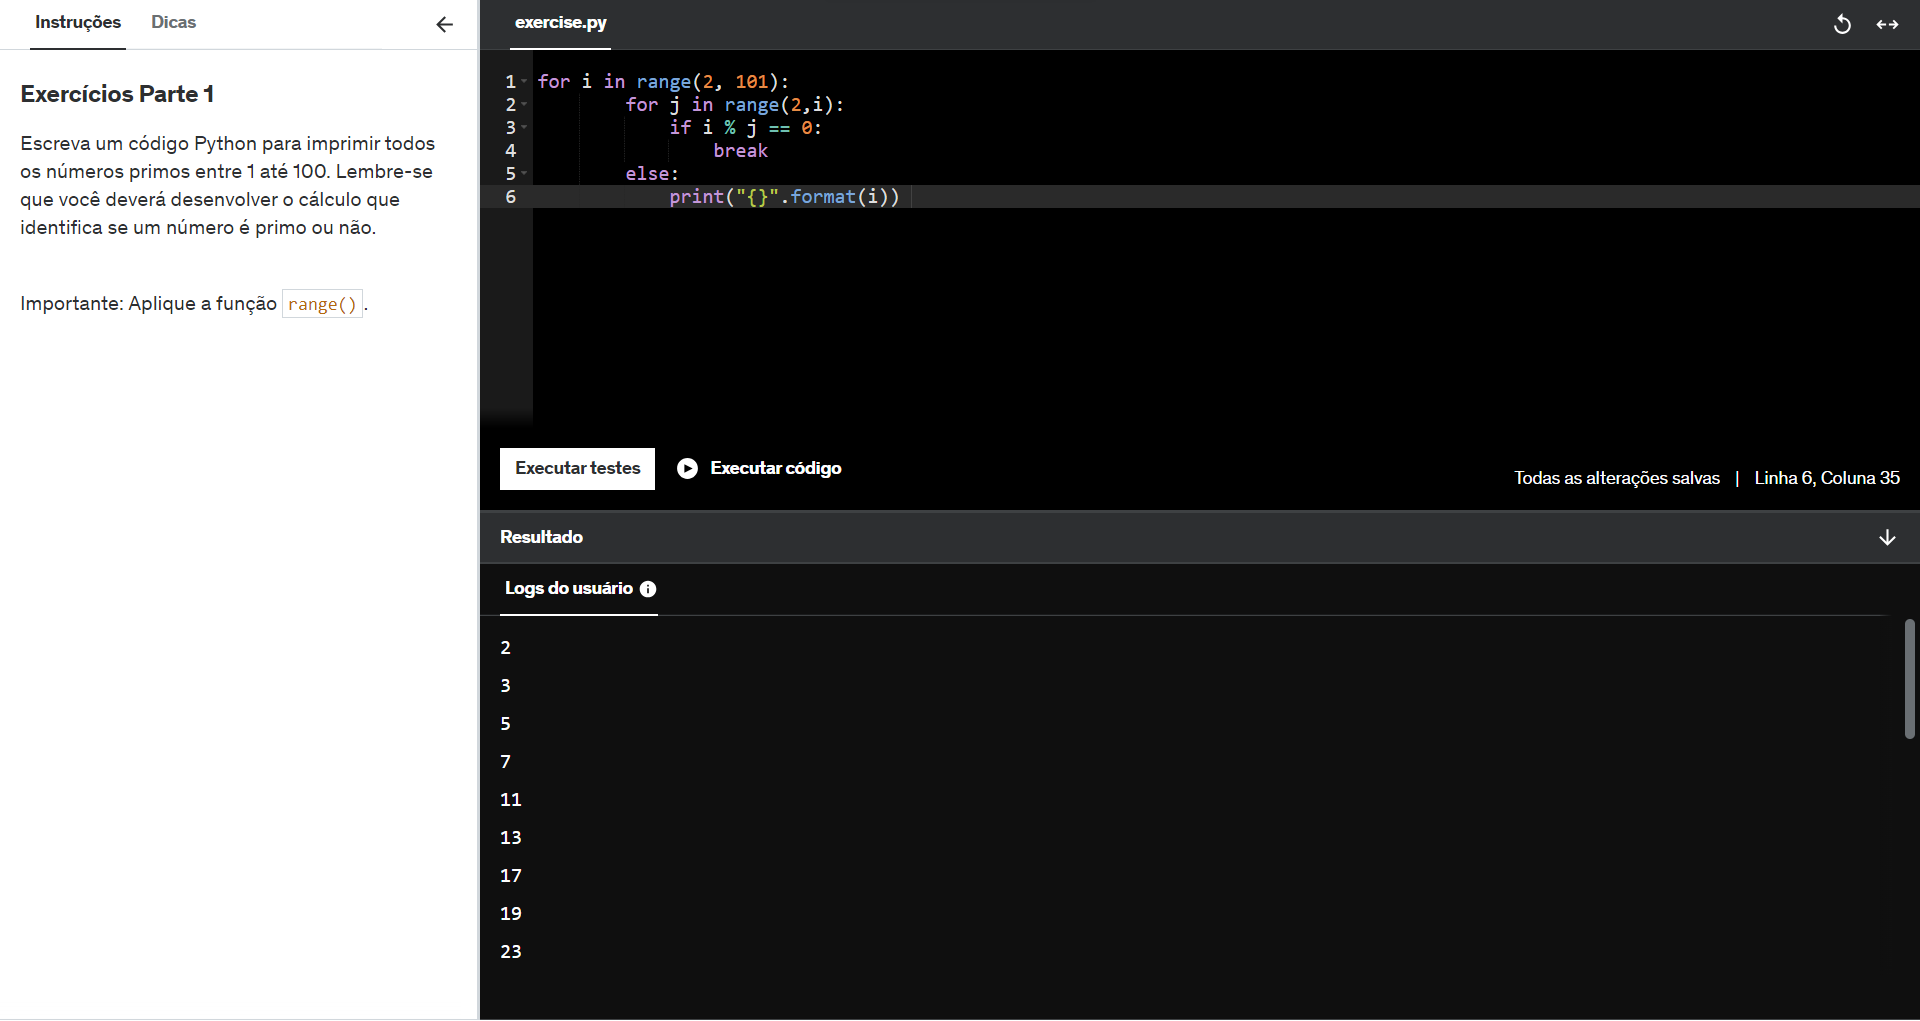 Instruções
Dicas
Exercícios Parte 1
Escreva um código Python para imprimir todos
os números primos entre 1 até 100. Lembre-se
que você deverá desenvolver o cálculo que
identifica se um número é primo ou não.
Importante: Aplique a função range().
exercise.py
1 for i in range(2, 101):
2         for j in range(2,i):
3             if i % j == 0:
4                 break
5         else:
6             print("{}".format(i))
Executar testes
Executar código
Todas as alterações salvas | Linha 6, Coluna 35
Resultado
Logs do usuário
2
3
5
7
11
13
17
19
23